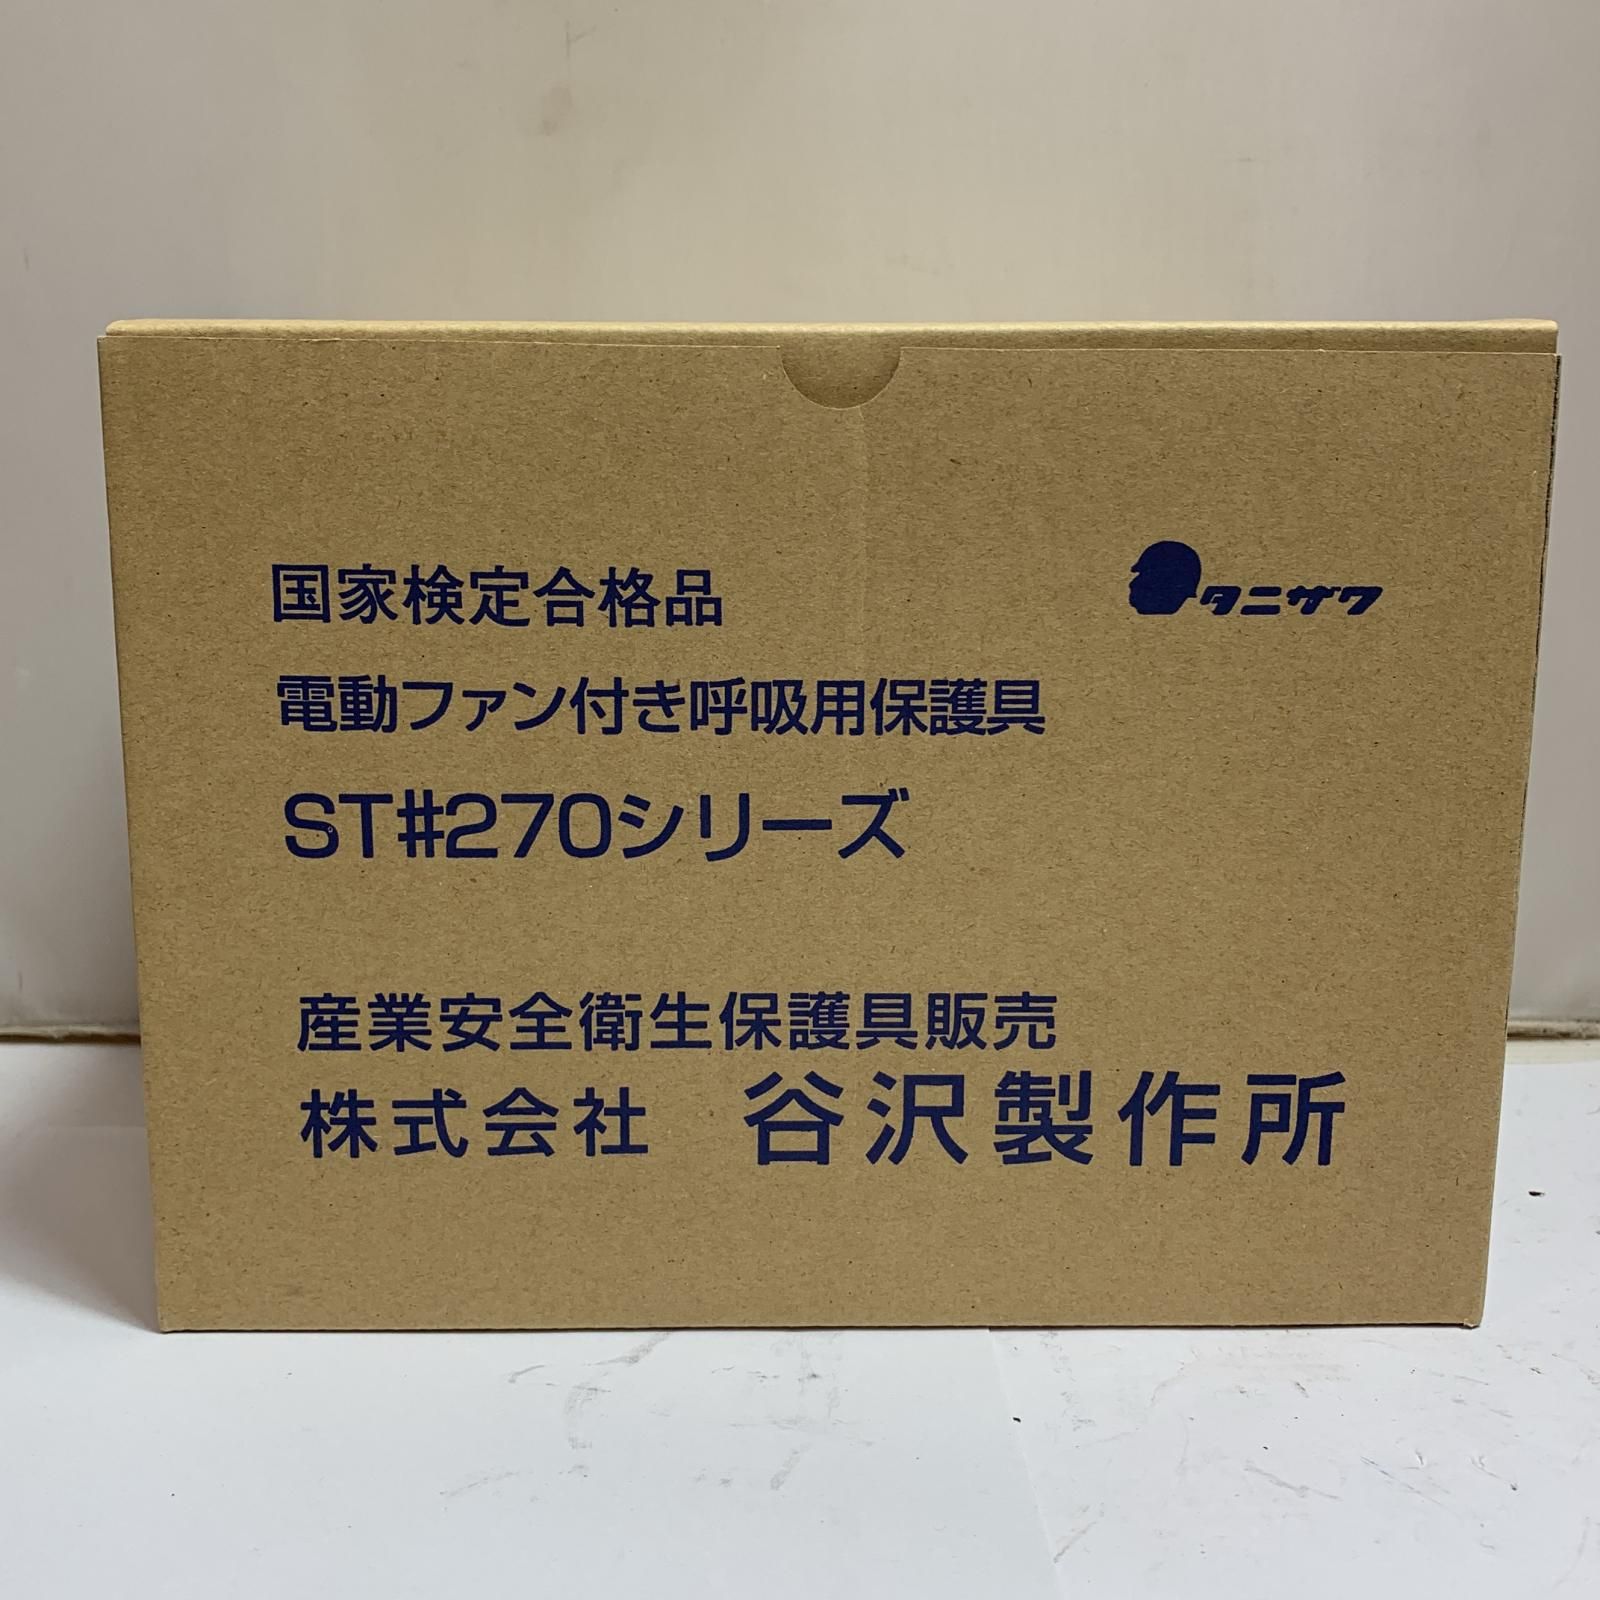 国家検定合格品
タニザワ
電動ファン付き呼吸用保護具
ST#270シリーズ
産業安全衛生保護具販売
株式会社 谷沢製作所